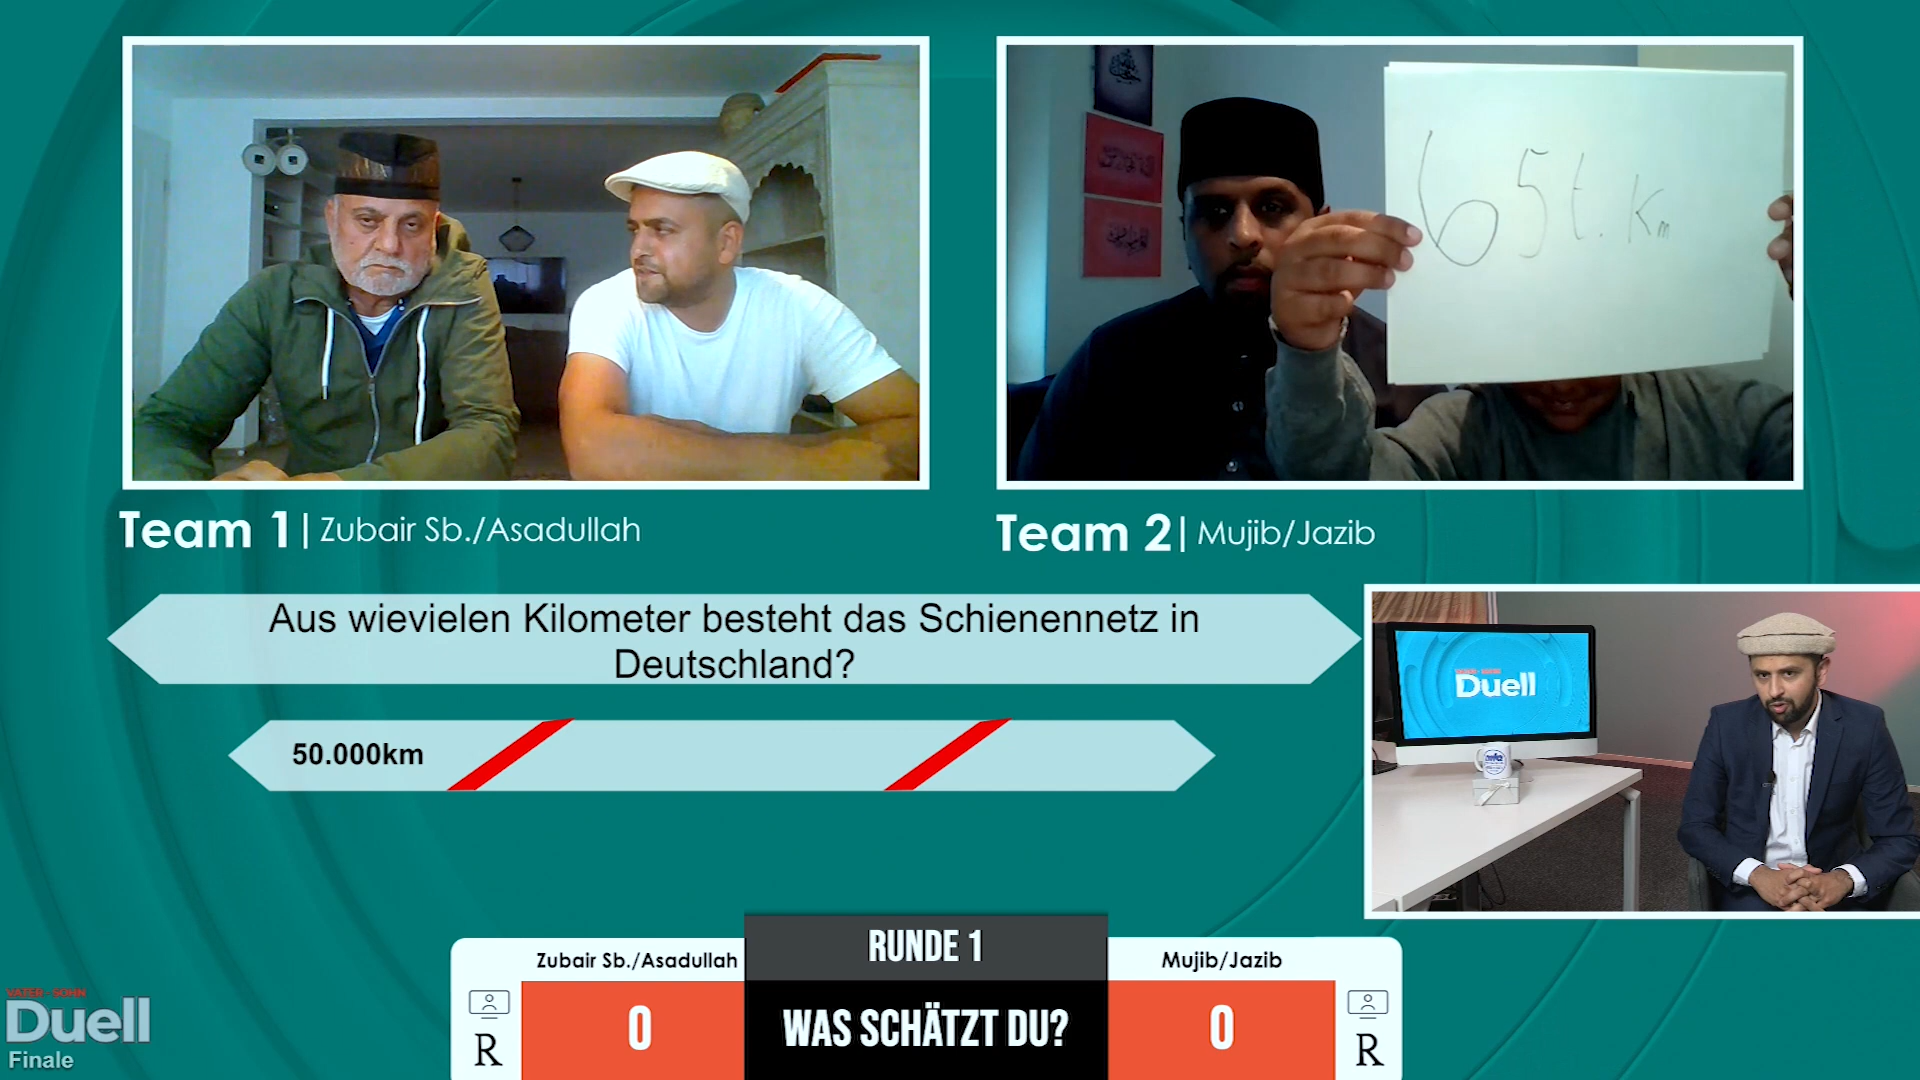 65 t. Km
Team 1| Zubair Sb./Asadullah
Team 2| Mujib/Jazib
Aus wievielen Kilometer besteht das Schienennetz in
Deutschland?
50.000km
Duell
RUNDE 1
WAS SCHÄTZT DU?
Zubair Sb./Asadullah
0
R
Mujib/Jazib
0
R
VATER-SOHN
Duell
Finale